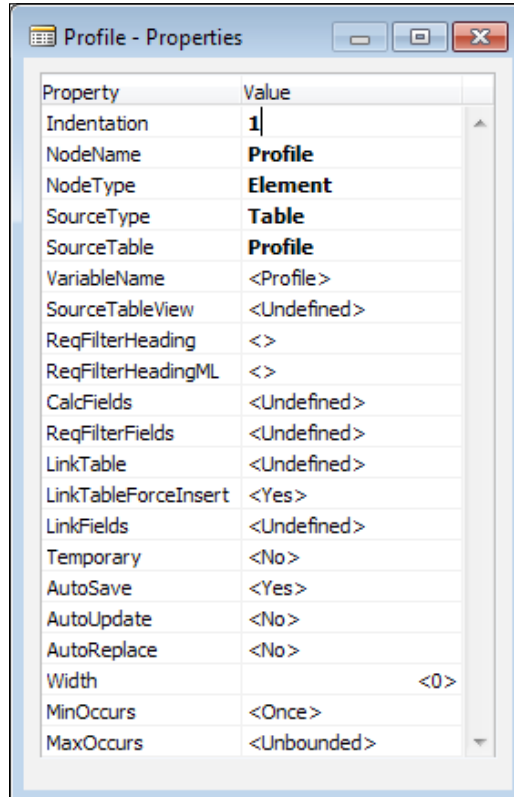 Profile - Properties
Property Value
Indentation 1
NodeName Profile
NodeType Element
SourceType Table
SourceTable Profile
VariableName <Profile>
SourceTableView <Undefined>
ReqFilterHeading <>
ReqFilterHeadingML <>
CalcFields <Undefined>
ReqFilterFields <Undefined>
LinkTable <Undefined>
LinkTableForceInsert <Yes>
LinkFields <Undefined>
Temporary <No>
AutoSave <Yes>
AutoUpdate <No>
AutoReplace <No>
Width <0>
MinOccurs <Once>
MaxOccurs <Unbounded>